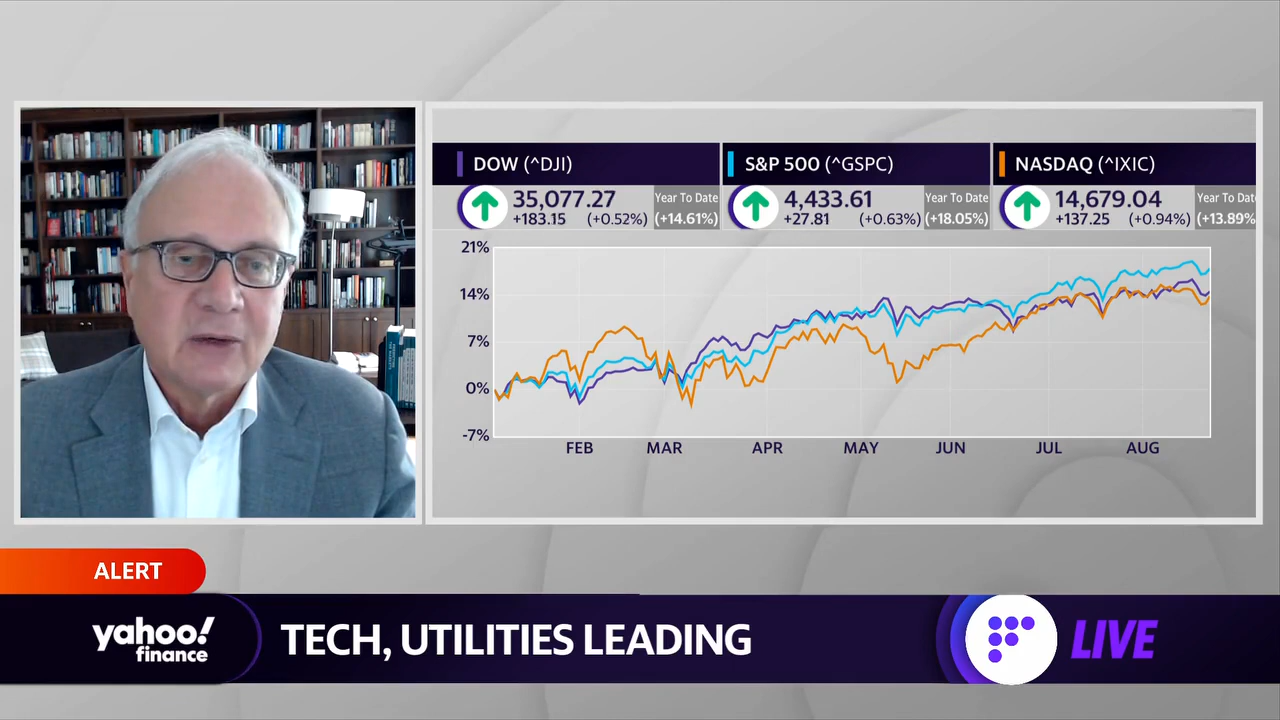 DOW (^DJI)
35,077.27
+183.15 (+0.52%)
Year To Date
(+14.61%)
S&P 500 (^GSPC)
4,433.61
+27.81 (+0.63%)
Year To Date
(+18.05%)
NASDAQ (^IXIC)
14,679.04
+137.25 (+0.94%)
Year To Dat
(+13.89%
21%
14%
7%
0%
-7%
FEB MAR APR MAY JUN JUL AUG
ALERT
yahoo!
finance
TECH, UTILITIES LEADING
LIVE